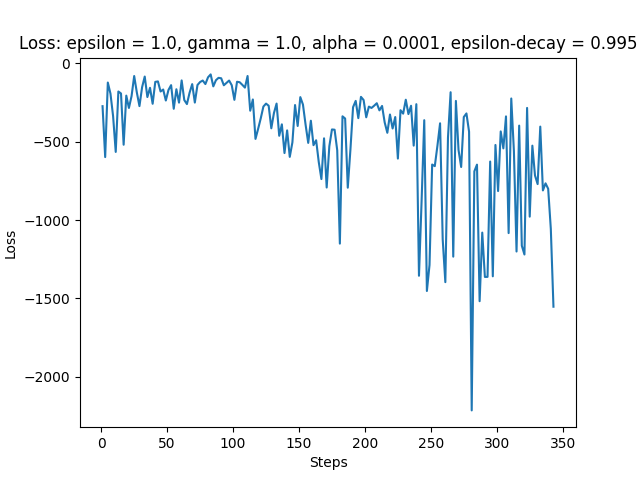 Loss: epsilon = 1.0, gamma = 1.0, alpha = 0.0001, epsilon-decay = 0.995
0
−500
−1000
−1500
−2000
Loss
0 50 100 150 200 250 300 350
Steps